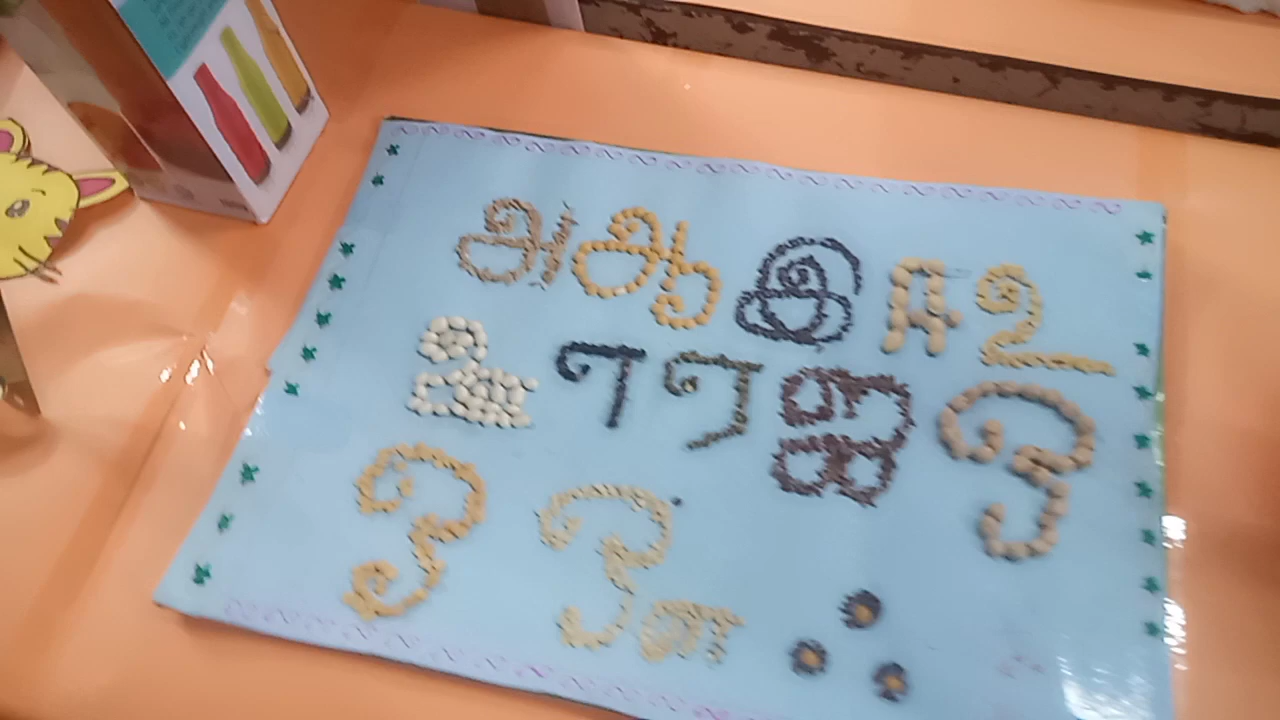 அ ஆ இ ஈ உ
ஊ எ ஏ ஐ ஒ
ஓ ஔ ஃ